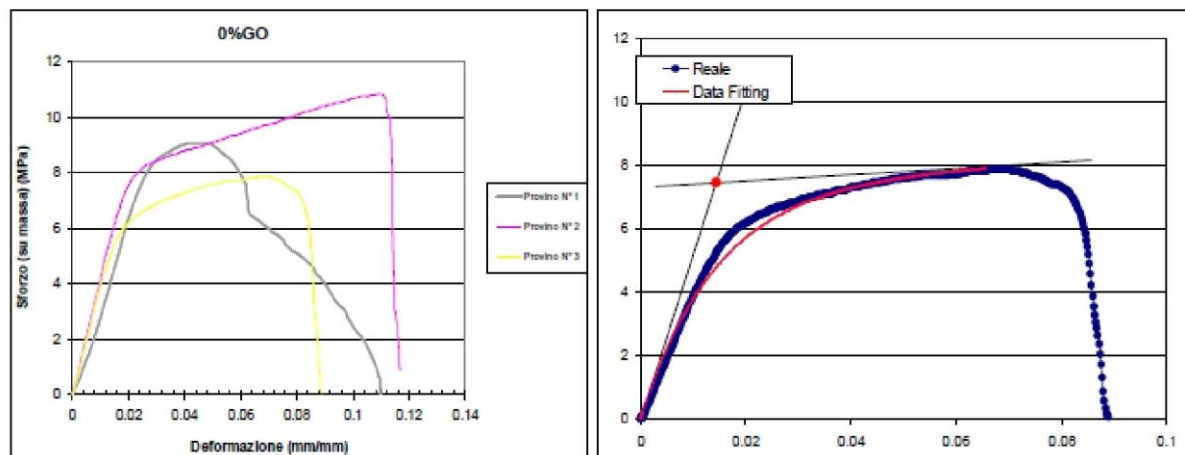 0%GO
Sforzo (su massa) (MPa)
12
10
8
6
4
2
0
0 0.02 0.04 0.06 0.08 0.1 0.12 0.14
Deformazione (mm/mm)
Provino N° 1
Provino N° 2
Provino N° 3
12
10
8
6
4
2
0
0 0.02 0.04 0.06 0.08 0.1
Reale
Data Fitting